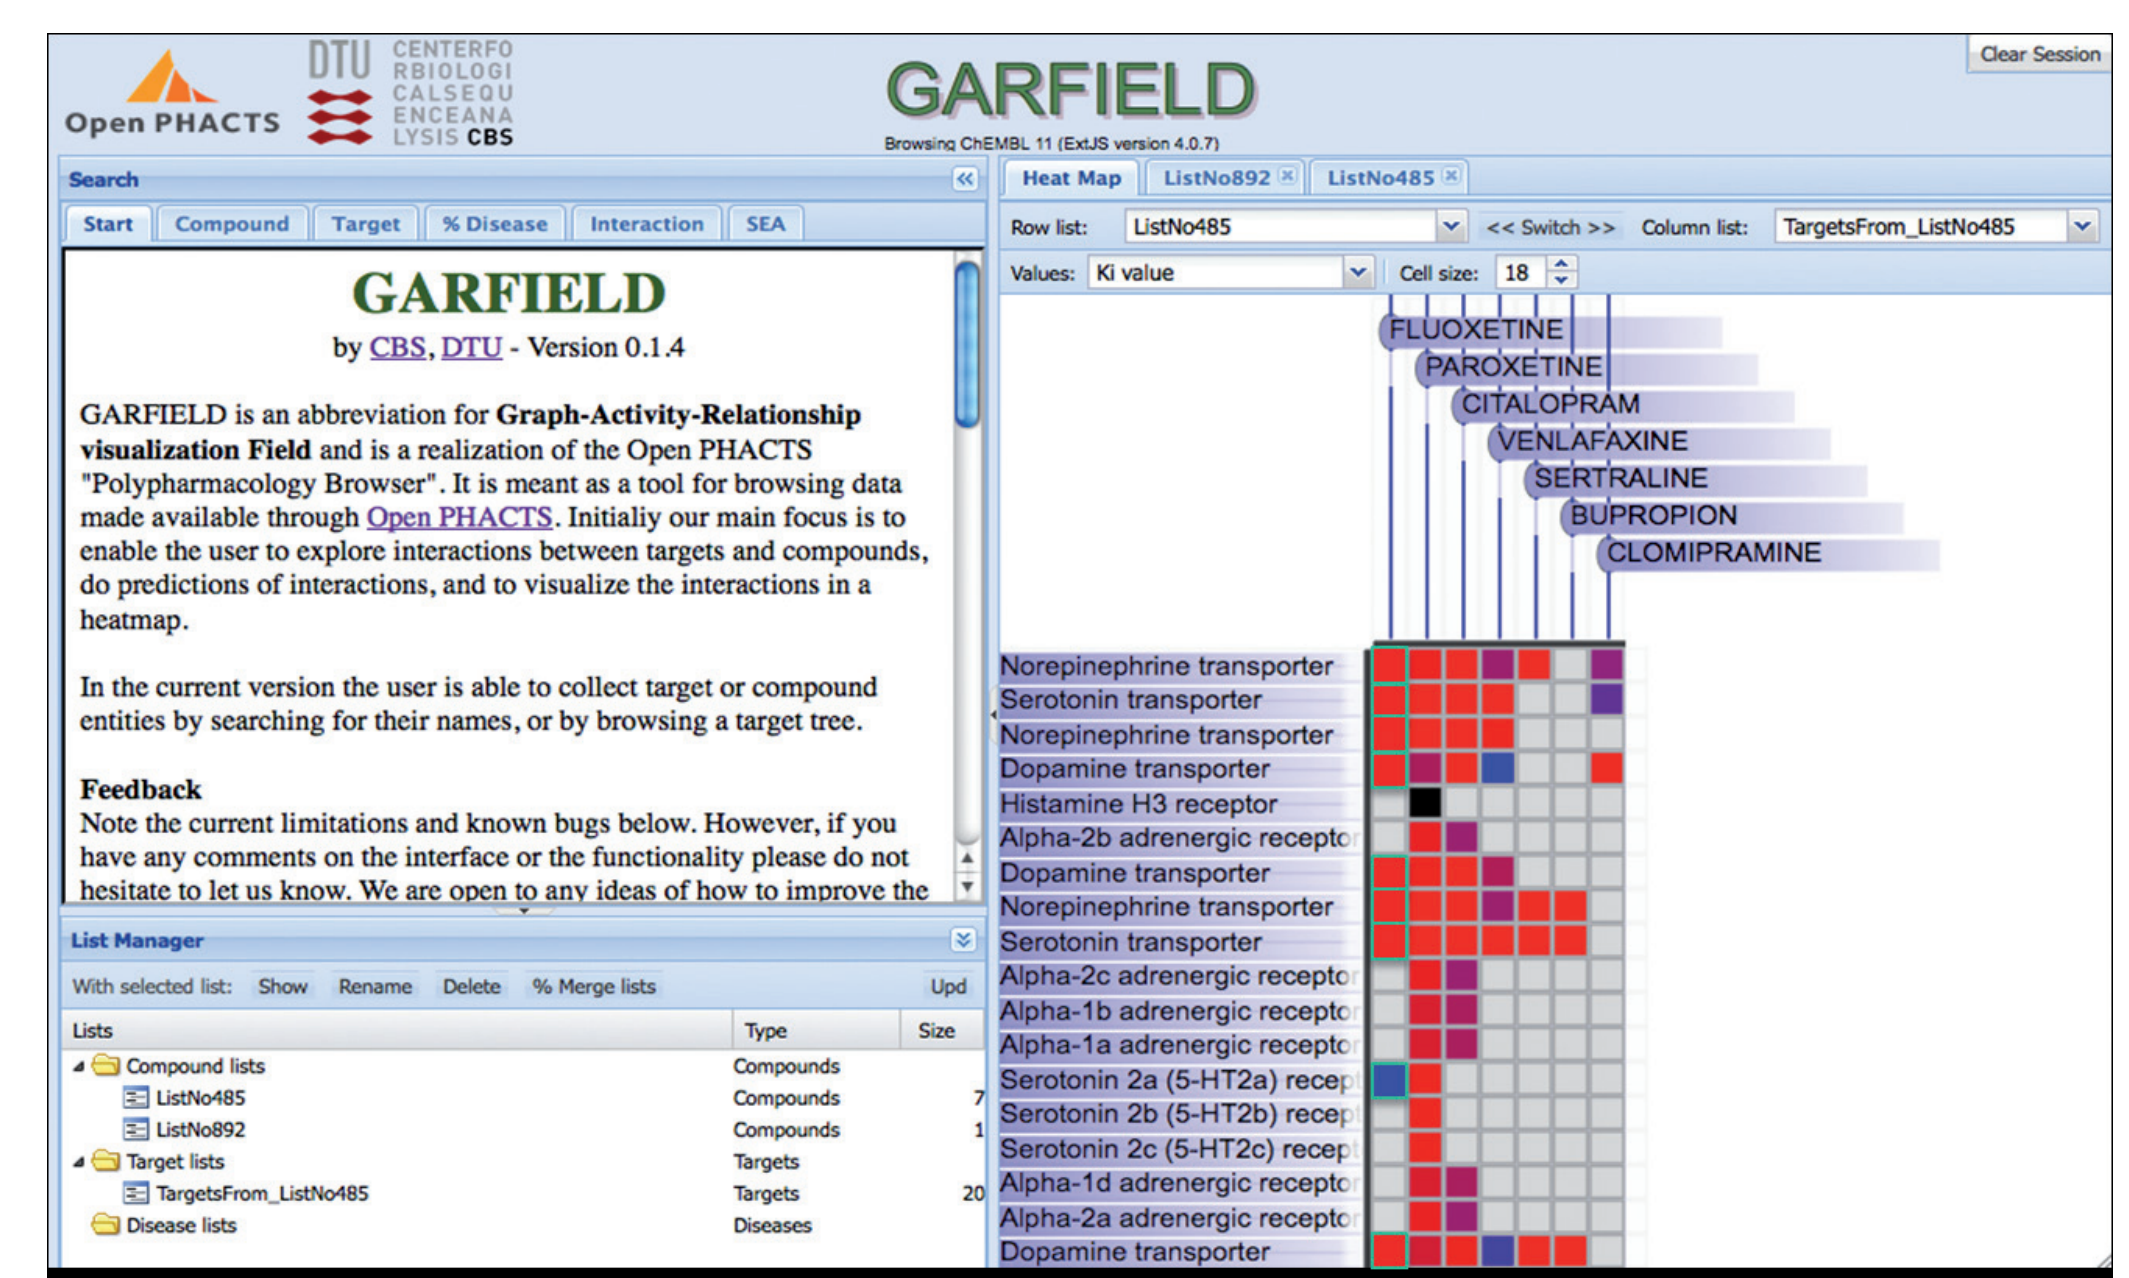 Open PHACTS
DTU
CENTERFO
RBIOLOGI
CALSEQU
ENCEANA
LYSIS CBS
GARFIELD
Browsing ChEMBL 11 (ExtJS version 4.0.7)
Clear Session
Search
Start Compound Target % Disease Interaction SEA
GARFIELD
by CBS, DTU - Version 0.1.4
GARFIELD is an abbreviation for Graph-Activity-Relationship
visualization Field and is a realization of the Open PHACTS
"Polypharmacology Browser". It is meant as a tool for browsing data
made available through Open PHACTS. Initialiy our main focus is to
enable the user to explore interactions between targets and compounds,
do predictions of interactions, and to visualize the interactions in a
heatmap.
In the current version the user is able to collect target or compound
entities by searching for their names, or by browsing a target tree.
Feedback
Note the current limitations and known bugs below. However, if you
have any comments on the interface or the functionality please do not
hesitate to let us know. We are open to any ideas of how to improve the
List Manager
With selected list: Show Rename Delete % Merge lists Upd
Lists Type Size
Compound lists Compounds
ListNo485 Compounds 7
ListNo892 Compounds 1
Target lists Targets
TargetsFrom_ListNo485 Targets 20
Disease lists Diseases
Heat Map ListNo892 ListNo485
Row list: ListNo485 << Switch >> Column list: TargetsFrom_ListNo485
Values: Ki value Cell size: 18
FLUOXETINE
PAROXETINE
CITALOPRAM
VENLAFAXINE
SERTRALINE
BUPROPION
CLOMIPRAMINE
Norepinephrine transporter
Serotonin transporter
Norepinephrine transporter
Dopamine transporter
Histamine H3 receptor
Alpha-2b adrenergic receptor
Dopamine transporter
Norepinephrine transporter
Serotonin transporter
Alpha-2c adrenergic receptor
Alpha-1b adrenergic receptor
Alpha-1a adrenergic receptor
Serotonin 2a (5-HT2a) recept
Serotonin 2b (5-HT2b) recept
Serotonin 2c (5-HT2c) recept
Alpha-1d adrenergic receptor
Alpha-2a adrenergic receptor
Dopamine transporter